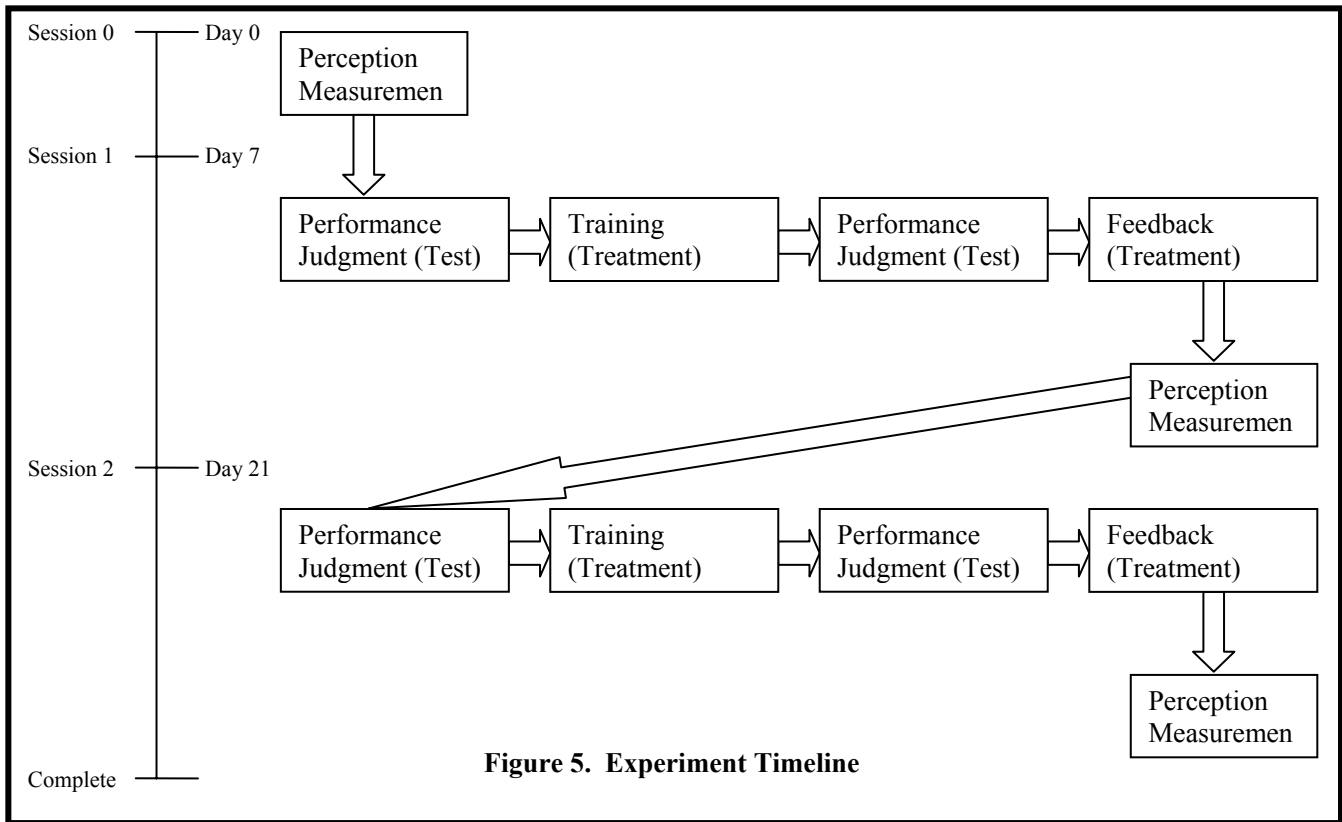 Session 0
Day 0
Perception
Measuremen
Session 1
Day 7
Performance
Judgment (Test)
Training
(Treatment)
Performance
Judgment (Test)
Feedback
(Treatment)
Perception
Measuremen
Session 2
Day 21
Performance
Judgment (Test)
Training
(Treatment)
Performance
Judgment (Test)
Feedback
(Treatment)
Perception
Measuremen
Figure 5. Experiment Timeline
Complete